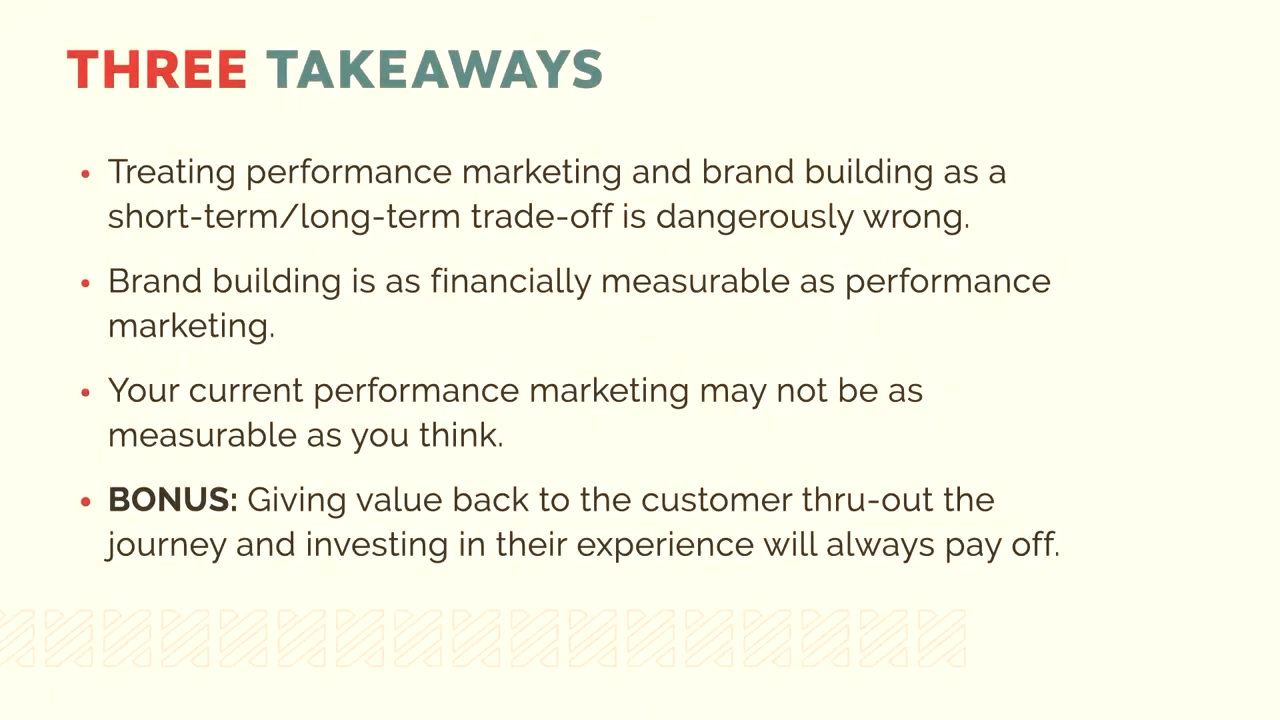 THREE TAKEAWAYS
• Treating performance marketing and brand building as a
short-term/long-term trade-off is dangerously wrong.
• Brand building is as financially measurable as performance
marketing.
• Your current performance marketing may not be as
measurable as you think.
• BONUS: Giving value back to the customer thru-out the
journey and investing in their experience will always pay off.